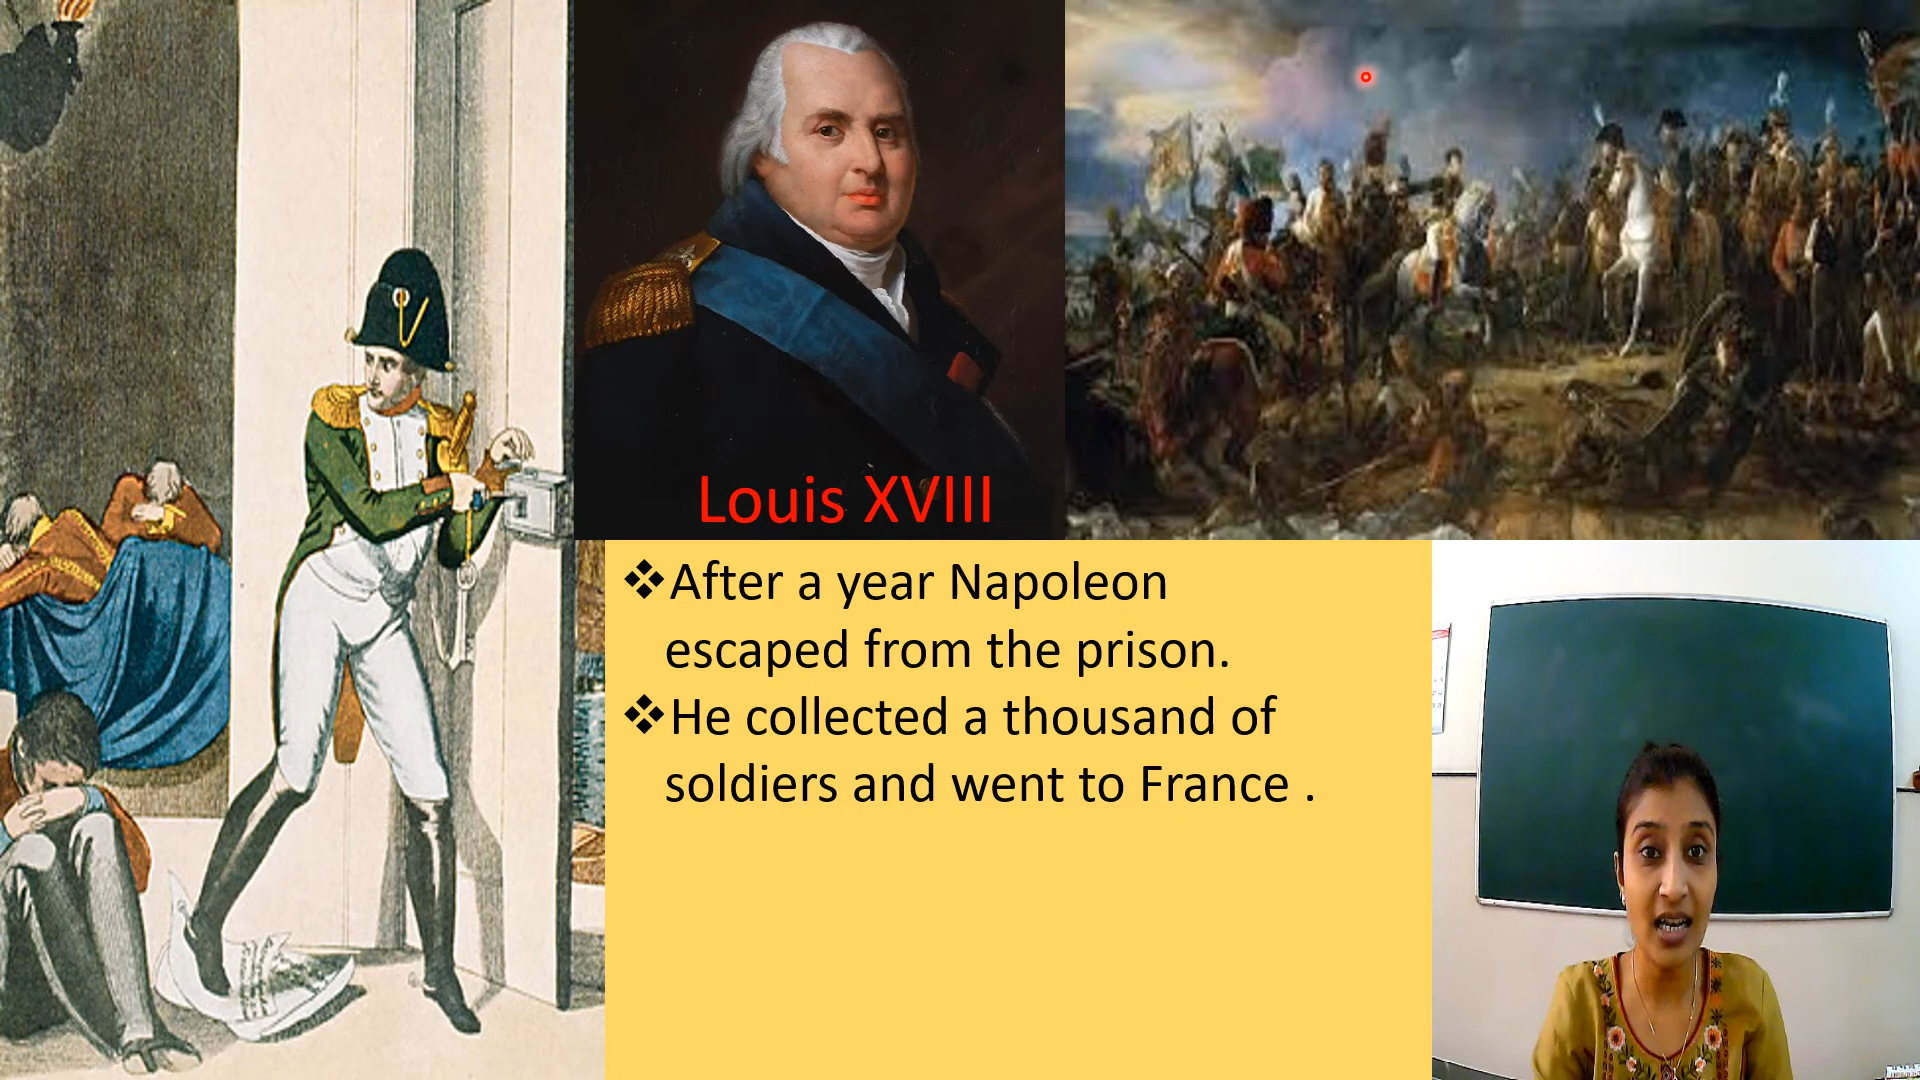 Louis XVIII
❖After a year Napoleon
escaped from the prison.
❖He collected a thousand of
soldiers and went to France .